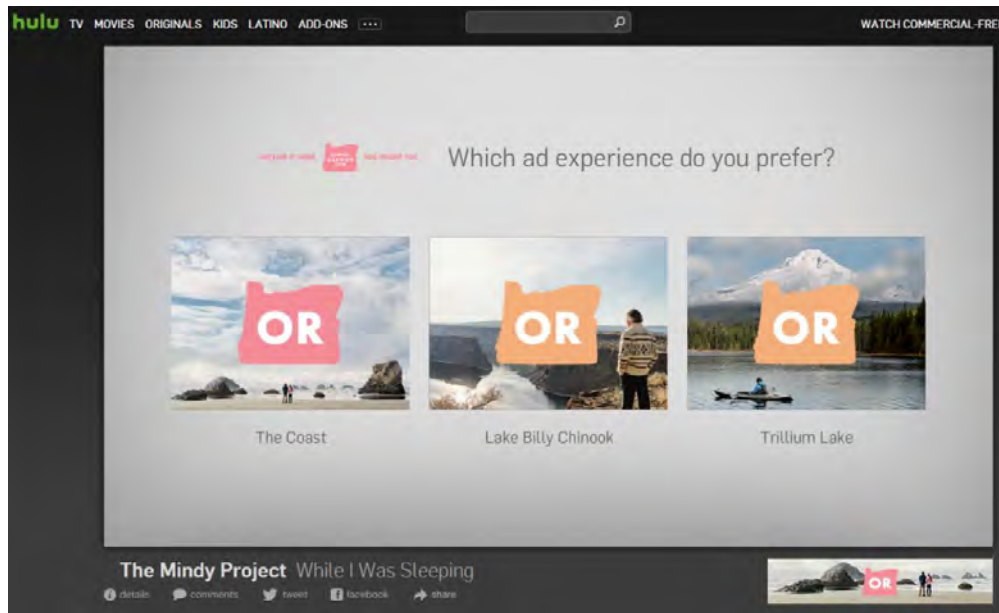 hulu TV MOVIES ORIGINALS KIDS LATINO ADD-ONS WATCH COMMERCIAL-FREE
Which ad experience do you prefer?
OR OR OR
The Coast Lake Billy Chinook Trillium Lake
The Mindy Project While I Was Sleeping
details comments tweet facebook share
OR